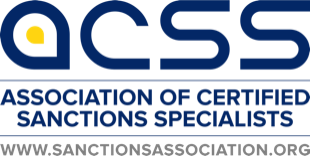 acss
ASSOCIATION OF CERTIFIED
SANCTIONS SPECIALISTS
WWW.SANCTIONSASSOCIATION.ORG